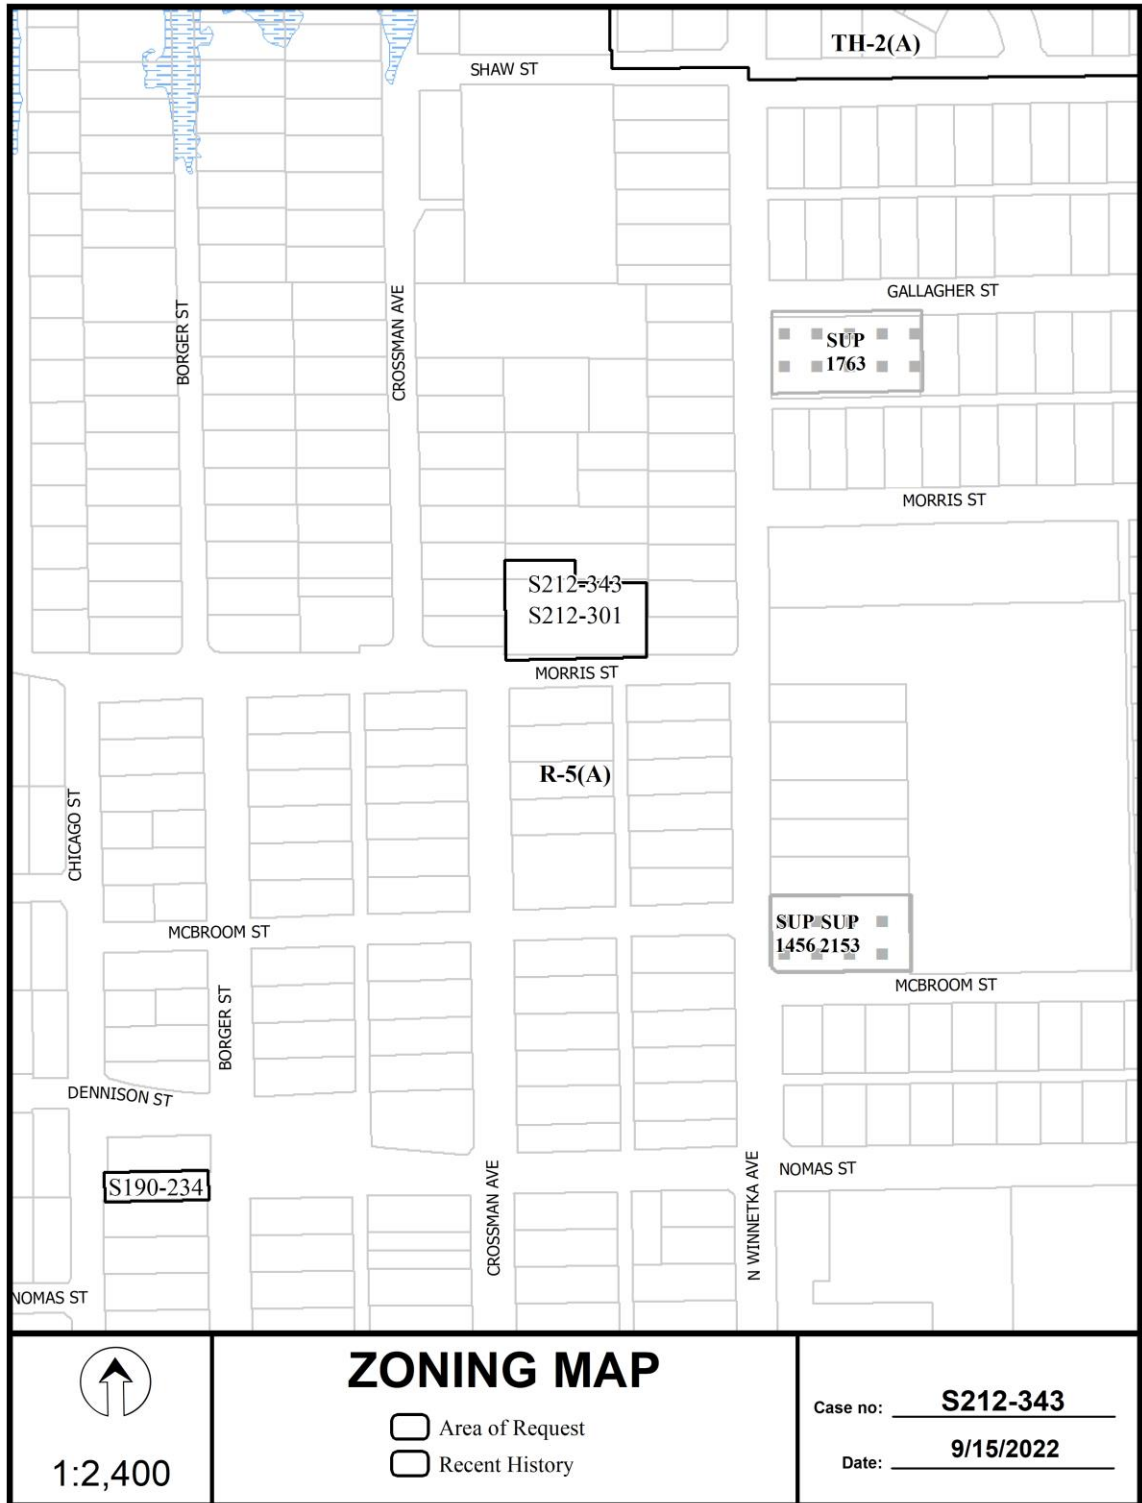 TH-2(A)
SHAW ST
GALLAGHER ST
BORGER ST
CROSSMAN AVE
SUP
1763
MORRIS ST
S212-343
S212-301
MORRIS ST
R-5(A)
CHICAGO ST
SUP SUP
1456 2153
MCBROOM ST
MCBROOM ST
BORGER ST
DENNISON ST
S190-234
CROSSMAN AVE
N WINNETKA AVE
NOMAS ST
NOMAS ST
ZONING MAP
Area of Request
Recent History
1:2,400
Case no: S212-343
Date: 9/15/2022